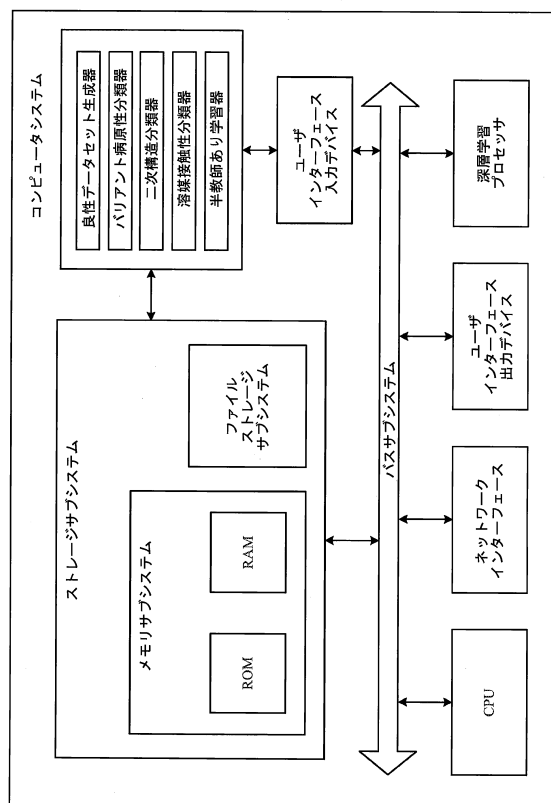 コンピュータシステム
ストレージサブシステム
メモリサブシステム
ROM
RAM
ファイル
ストレージ
サブシステム
良性データセット生成器
バリアント病原性分類器
二次構造分類器
溶媒接触性分類器
半教師あり学習器
ユーザ
インターフェース
入力デバイス
バスサブシステム
CPU
ネットワーク
インターフェース
ユーザ
インターフェース
出力デバイス
深層学習
プロセッサ